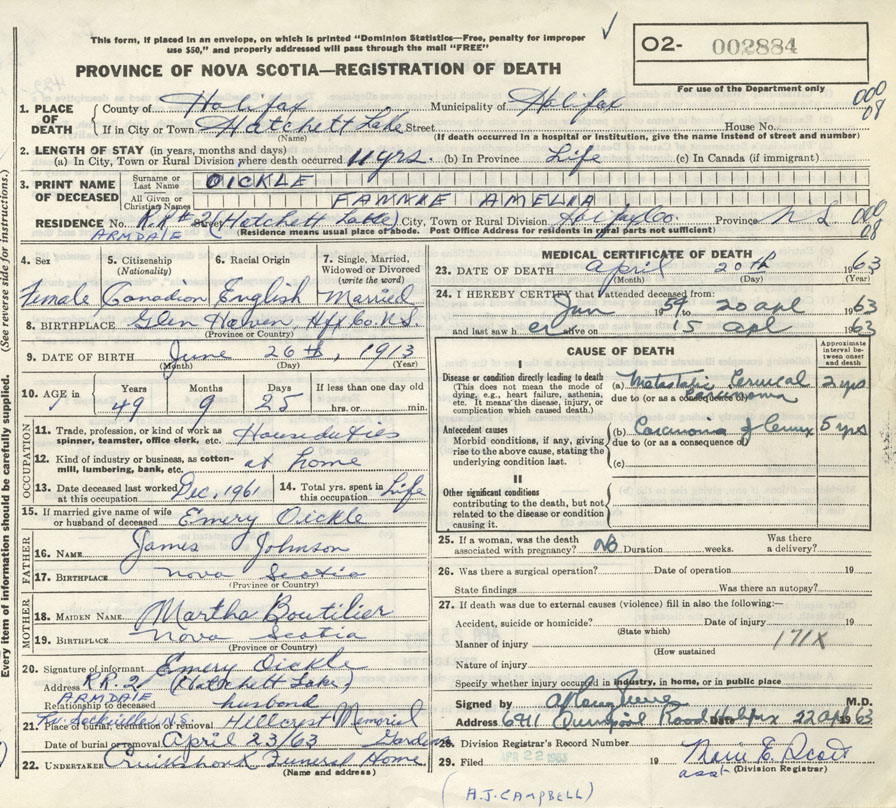 This form, if placed in an envelope, on which is printed "Dominion Statistics—Free, penalty for improper
use $50," and properly addressed will pass through the mail "FREE"
O2- 002884
For use of the Department only
PROVINCE OF NOVA SCOTIA—REGISTRATION OF DEATH
000
08
1. PLACE OF DEATH
County of Halifax Municipality of Halifax
If in City or Town Hatchett Lake Street House No.
(Name) (If death occurred in a hospital or institution, give the name instead of street and number)
2. LENGTH OF STAY (in years, months and days)
(a) In City, Town or Rural Division where death occurred 11 yrs. (b) In Province Life (c) In Canada (if immigrant)
3. PRINT NAME OF DECEASED
Surname or Last Name OICKLE
All Given or Christian Names FANNIE AMELIA
RESIDENCE No. R.R # 2 Street (Hatchett Lake) City, Town or Rural Division Halifax Co. Province N S
000
08
ARMDALE (Residence means usual place of abode. Post Office Address for residents in rural parts not sufficient)
(See reverse side for instructions.)
Every item of information should be carefully supplied.
4. Sex
Female
5. Citizenship
(Nationality)
Canadian
6. Racial Origin
English
7. Single, Married,
Widowed or Divorced
(write the word)
Married
8. BIRTHPLACE Glen Haven, Hfx Co. N.S.
(Province or Country)
9. DATE OF BIRTH June 26th, 1913
(Month) (Day) (Year)
10. AGE in
Years Months Days If less than one day old
49 9 25 hrs. or min.
OCCUPATION
11. Trade, profession, or kind of work as
spinner, teamster, office clerk, etc. Houseduties
12. Kind of industry or business, as cotton-
mill, lumbering, bank, etc. at home
13. Date deceased last worked
at this occupation Dec, 1961
14. Total yrs. spent in
this occupation Life
15. If married give name of wife
or husband of deceased Emery Oickle
FATHER
16. NAME James Johnson
17. BIRTHPLACE Nova Scotia
(Province or Country)
MOTHER
18. MAIDEN NAME Martha Boutilier
19. BIRTHPLACE Nova Scotia
(Province or Country)
20. Signature of informant Emery Oickle
Address R.R. 2 (Hatchett Lake)
ARMDALE
Relationship to deceased husband
Sackville N.S.
21. Place of burial, cremation or removal Hillcrest Memorial
Date of burial or removal April 23/63 Gardens
22. UNDERTAKER Cruikshank Funeral Home
(Name and address)
MEDICAL CERTIFICATE OF DEATH
23. DATE OF DEATH April 20th 1963
(Month) (Day) (Year)
24. I HEREBY CERTIFY that I attended deceased from:
Jan 1959 to 20 apl 1963
and last saw h er alive on 15 apl 1963
CAUSE OF DEATH
Approximate
interval be-
tween onset
and death
I
Disease or condition directly leading to death
This does not mean the mode of
dying, e.g., heart failure, asthenia,
etc. It means the disease, injury, or
complication which caused death.
(a) Metastatic Cervical 2 yrs
due to (or as a consequence of) Carcinoma
Antecedent causes
Morbid conditions, if any, giving
rise to the above cause, stating the
underlying condition last.
(b) Carcinoma of Cervix 5 yrs
due to (or as a consequence of)
(c)
II
Other significant conditions
contributing to the death, but not
related to the disease or condition
causing it.
25. If a woman, was the death
associated with pregnancy? No Duration weeks. Was there
a delivery?
26. Was there a surgical operation? Date of operation 19
State findings Was there an autopsy?
27. If death was due to external causes (violence) fill in also the following:—
Accident, suicide or homicide? Date of injury 19
(State which)
Manner of injury 171X
(How sustained
Nature of injury
Specify whether injury occurred in industry, in home, or in public place
Signed by M.D.
Address 6911 Quinpool Road Halifax Date 22 apl 1963
28. Division Registrar's Record Number
29. Filed 19
asst (Division Registrar)
(A.J. CAMPBELL)